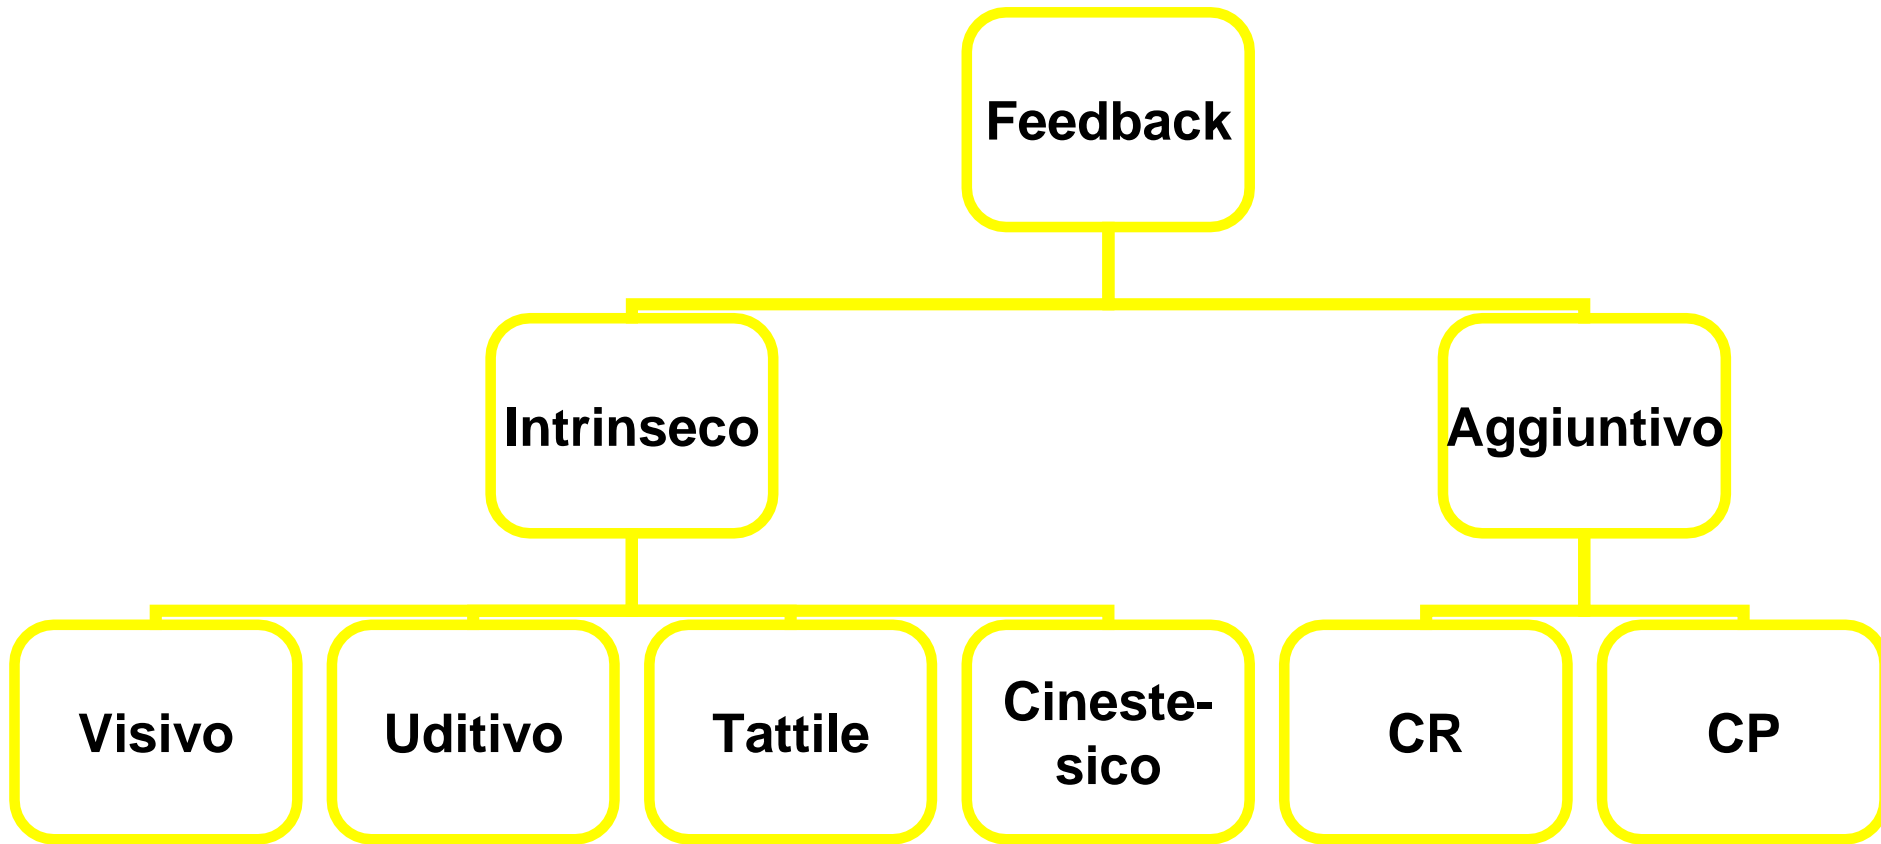 Feedback
Intrinseco
Aggiuntivo
Visivo
Uditivo
Tattile
Cineste-
sico
CR
CP